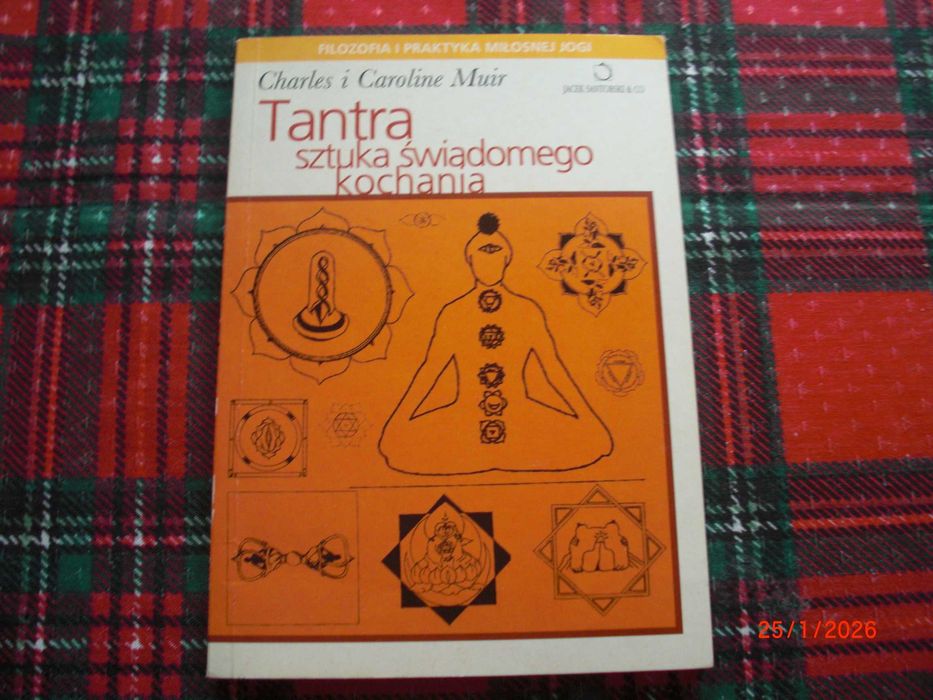 FILOZOFIA I PRAKTYKA MIŁOSNEJ JOGI
Charles i Caroline Muir
JACEK SANTORSKI & CO
Tantra
sztuka świadomego
kochania
25/1/2026